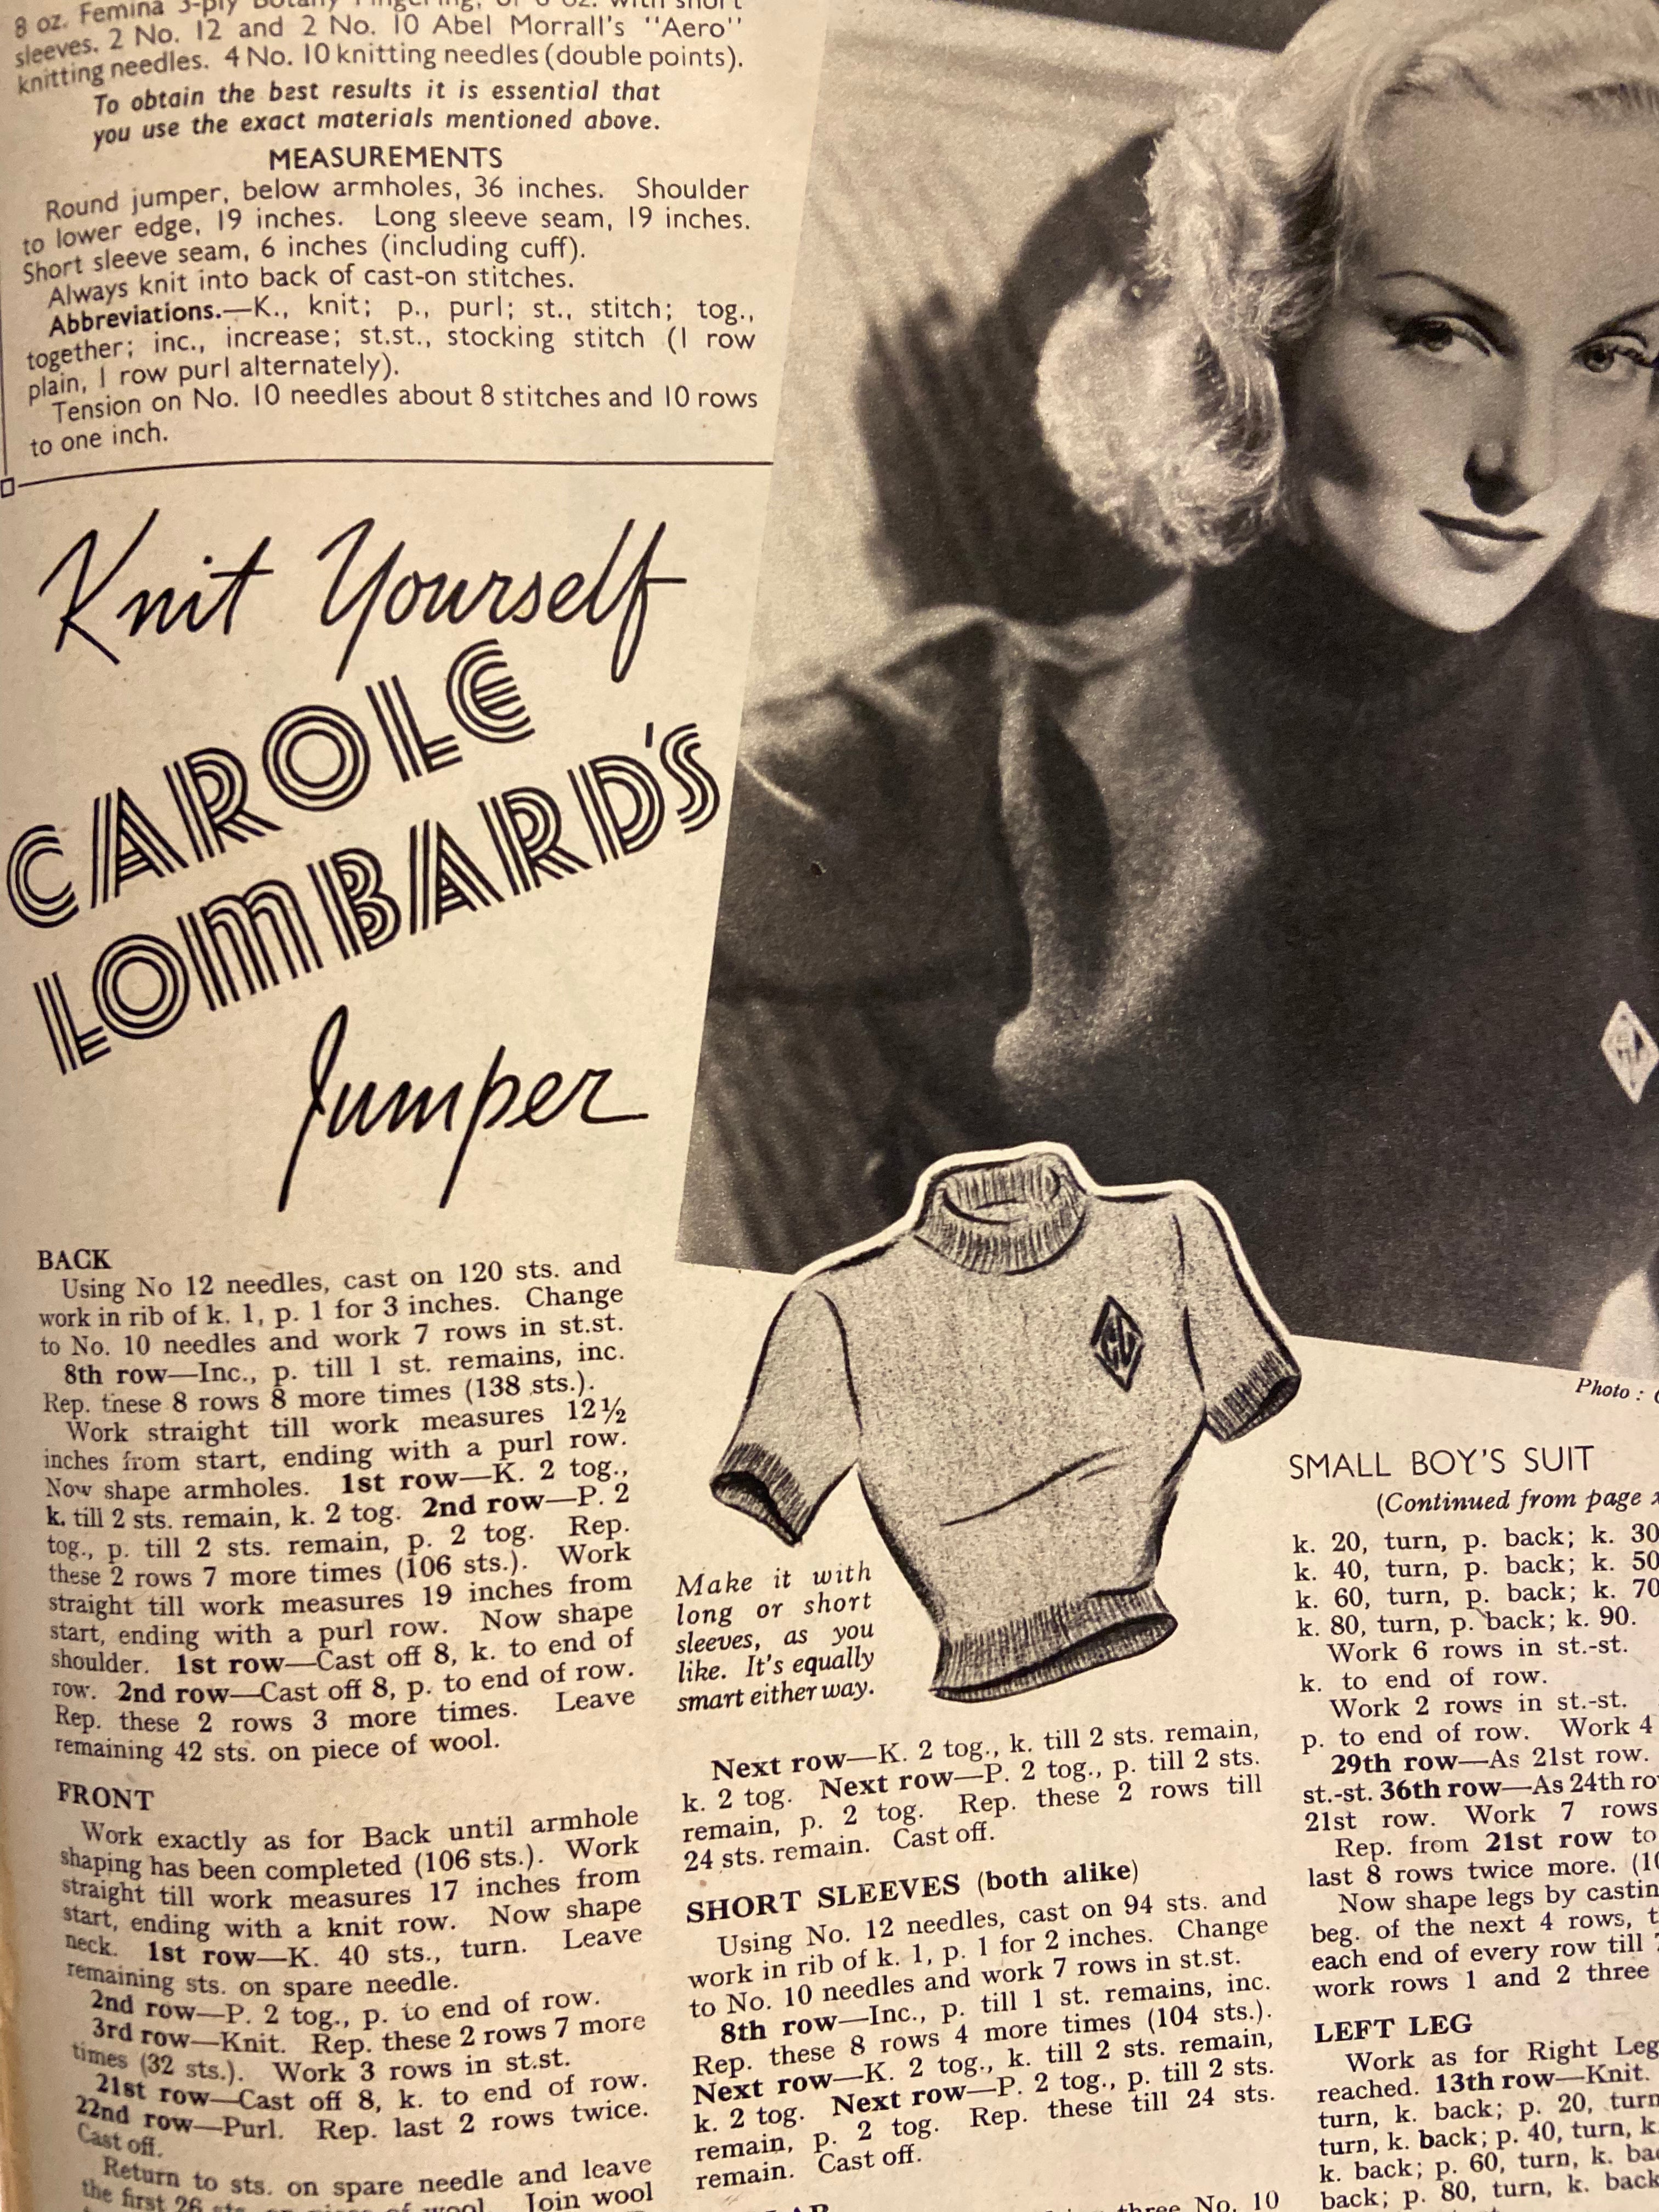 8 oz. Femina 3-ply Botany Fingering, or 6 oz. with short
sleeves. 2 No. 12 and 2 No. 10 Abel Morrall's "Aero"
knitting needles. 4 No. 10 knitting needles (double points).
To obtain the best results it is essential that
you use the exact materials mentioned above.
MEASUREMENTS
Round jumper, below armholes, 36 inches. Shoulder
to lower edge, 19 inches. Long sleeve seam, 19 inches.
Short sleeve seam, 6 inches (including cuff).
Always knit into back of cast-on stitches.
Abbreviations.—K., knit; p., purl; st., stitch; tog.,
together; inc., increase; st.st., stocking stitch (1 row
plain, 1 row purl alternately).
Tension on No. 10 needles about 8 stitches and 10 rows
to one inch.
Knit Yourself
CAROLE
LOMBARD'S
Jumper
BACK
Using No 12 needles, cast on 120 sts. and
work in rib of k. 1, p. 1 for 3 inches. Change
to No. 10 needles and work 7 rows in st.st.
8th row—Inc., p. till 1 st. remains, inc.
Rep. these 8 rows 8 more times (138 sts.).
Work straight till work measures 12½
inches from start, ending with a purl row.
Now shape armholes. 1st row—K. 2 tog.,
k. till 2 sts. remain, k. 2 tog. 2nd row—P. 2
tog., p. till 2 sts. remain, p. 2 tog. Rep.
these 2 rows 7 more times (106 sts.). Work
straight till work measures 19 inches from
start, ending with a purl row. Now shape
shoulder. 1st row—Cast off 8, k. to end of
row. 2nd row—Cast off 8, p. to end of row.
Rep. these 2 rows 3 more times. Leave
remaining 42 sts. on piece of wool.
FRONT
Work exactly as for Back until armhole
shaping has been completed (106 sts.). Work
straight till work measures 17 inches from
start, ending with a knit row. Now shape
neck. 1st row—K. 40 sts., turn. Leave
remaining sts. on spare needle.
2nd row—P. 2 tog., p. to end of row.
3rd row—Knit. Rep. these 2 rows 7 more
times (32 sts.). Work 3 rows in st.st.
21st row—Cast off 8, k. to end of row.
22nd row—Purl. Rep. last 2 rows twice.
Cast off.
Return to sts. on spare needle and leave
the first 26 sts. on piece of wool. Join wool
CL
Make it with
long or short
sleeves, as you
like. It's equally
smart either way.
Next row—K. 2 tog., k. till 2 sts. remain,
k. 2 tog. Next row—P. 2 tog., p. till 2 sts.
remain, p. 2 tog. Rep. these 2 rows till
24 sts. remain. Cast off.
SHORT SLEEVES (both alike)
Using No. 12 needles, cast on 94 sts. and
work in rib of k. 1, p. 1 for 2 inches. Change
to No. 10 needles and work 7 rows in st.st.
8th row—Inc., p. till 1 st. remains, inc.
Rep. these 8 rows 4 more times (104 sts.).
Next row—K. 2 tog., k. till 2 sts. remain,
k. 2 tog. Next row—P. 2 tog., p. till 2 sts.
remain, p. 2 tog. Rep. these till 24 sts.
remain. Cast off.
three No. 10
Photo:
SMALL BOY'S SUIT
(Continued from page
k. 20, turn, p. back; k. 30
k. 40, turn, p. back; k. 50
k. 60, turn, p. back; k. 70
k. 80, turn, p. back; k. 90.
Work 6 rows in st.-st.
k. to end of row.
Work 2 rows in st.-st.
p. to end of row. Work 4
29th row—As 21st row.
st.-st. 36th row—As 24th
21st row. Work 7 rows
Rep. from 21st row to
last 8 rows twice more.
Now shape legs by
beg. of the next 4 rows,
each end of every row till
work rows 1 and 2 three
LEFT LEG
Work as for Right Leg
reached. 13th row—Knit.
turn, k. back; p. 20, turn
turn, k. back; p. 40, turn, k.
k. back; p. 60, turn, k.
back; p. 80, turn, k. back